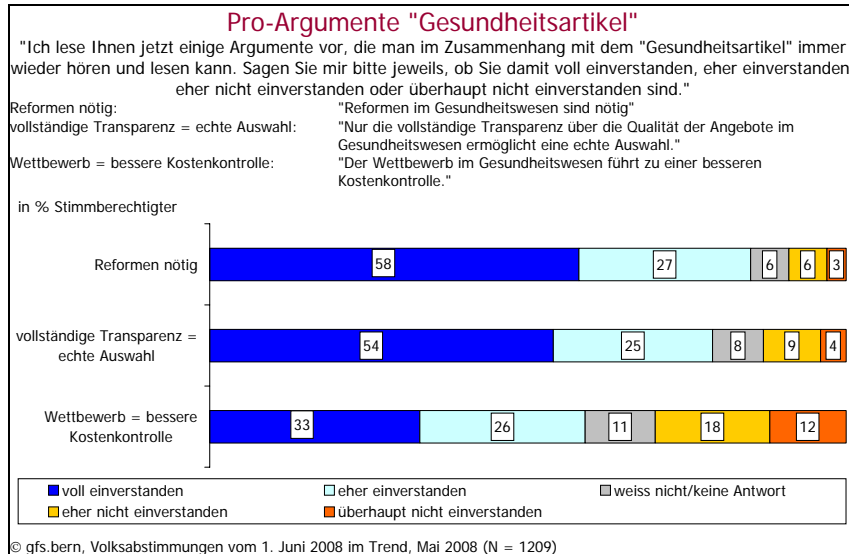 Pro-Argumente "Gesundheitsartikel"
"Ich lese Ihnen jetzt einige Argumente vor, die man im Zusammenhang mit dem "Gesundheitsartikel" immer
wieder hören und lesen kann. Sagen Sie mir bitte jeweils, ob Sie damit voll einverstanden, eher einverstanden
eher nicht einverstanden oder überhaupt nicht einverstanden sind."
Reformen nötig: "Reformen im Gesundheitswesen sind nötig"
vollständige Transparenz = echte Auswahl: "Nur die vollständige Transparenz über die Qualität der Angebote im
Gesundheitswesen ermöglicht eine echte Auswahl."
Wettbewerb = bessere Kostenkontrolle: "Der Wettbewerb im Gesundheitswesen führt zu einer besseren
Kostenkontrolle."
in % Stimmberechtigter
Reformen nötig 58 27 6 6 3
vollständige Transparenz =
echte Auswahl 54 25 8 9 4
Wettbewerb = bessere
Kostenkontrolle 33 26 11 18 12
voll einverstanden eher einverstanden weiss nicht/keine Antwort
eher nicht einverstanden überhaupt nicht einverstanden
© gfs.bern, Volksabstimmungen vom 1. Juni 2008 im Trend, Mai 2008 (N = 1209)